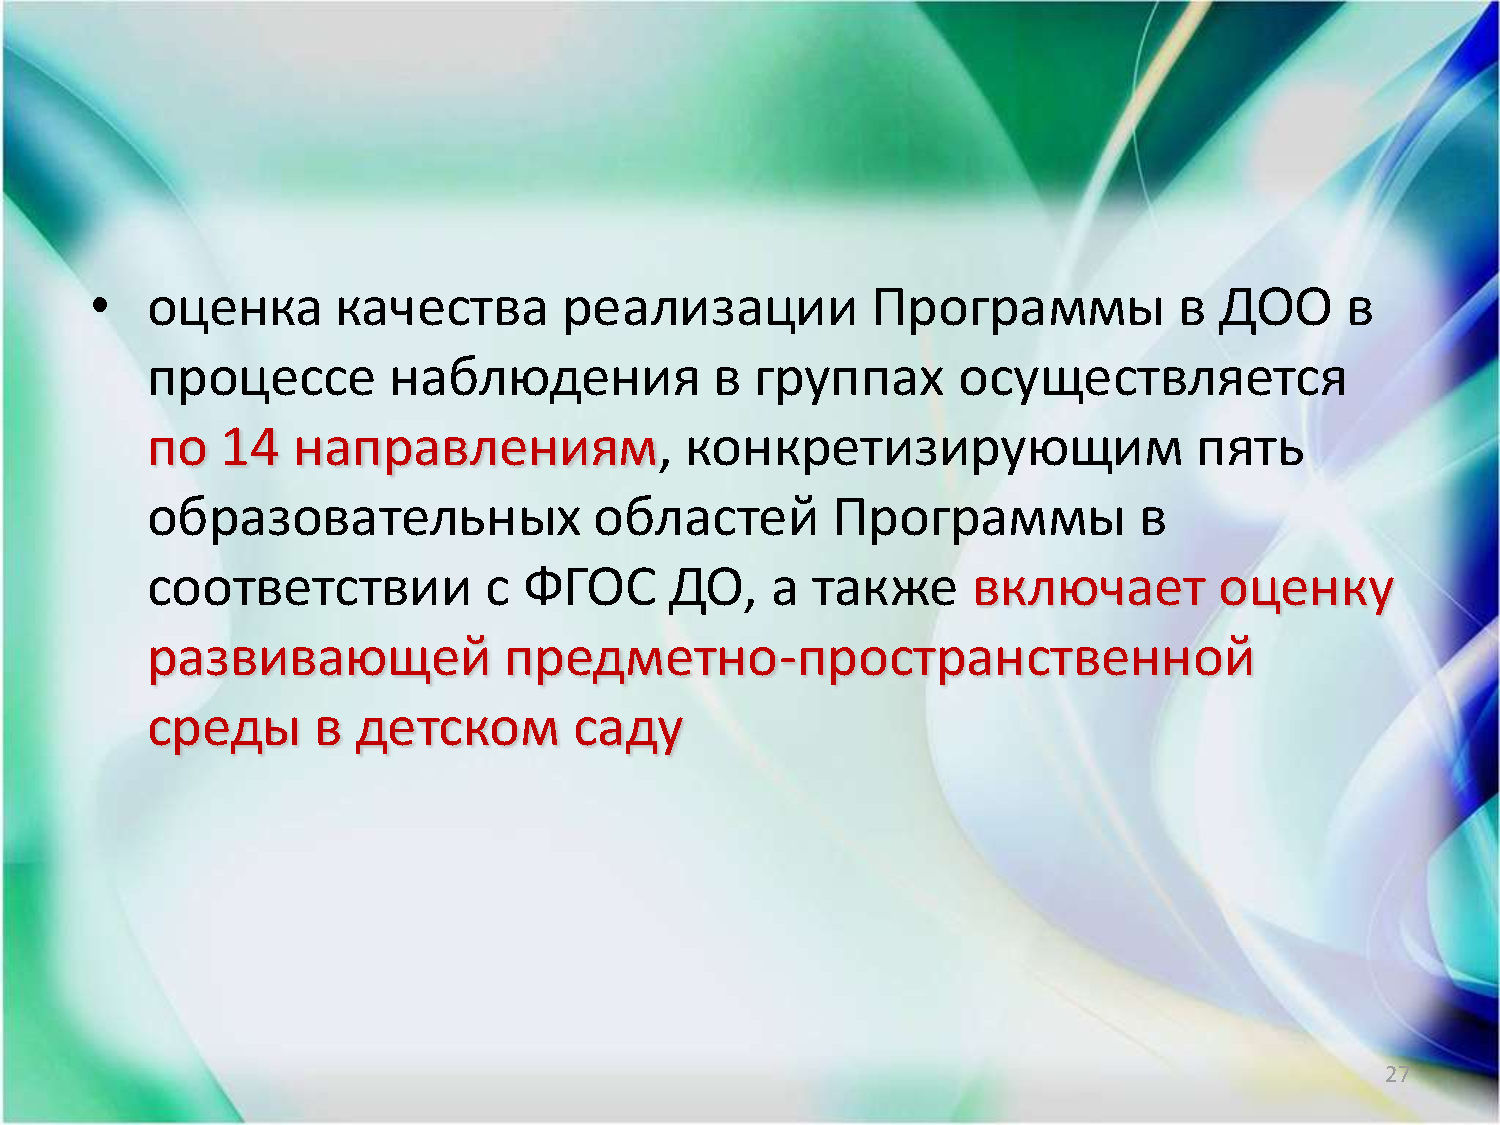 • оценка качества реализации Программы в ДОО в
процессе наблюдения в группах осуществляется
по 14 направлениям, конкретизирующим пять
образовательных областей Программы в
соответствии с ФГОС ДО, а также включает оценку
развивающей предметно-пространственной
среды в детском саду
27